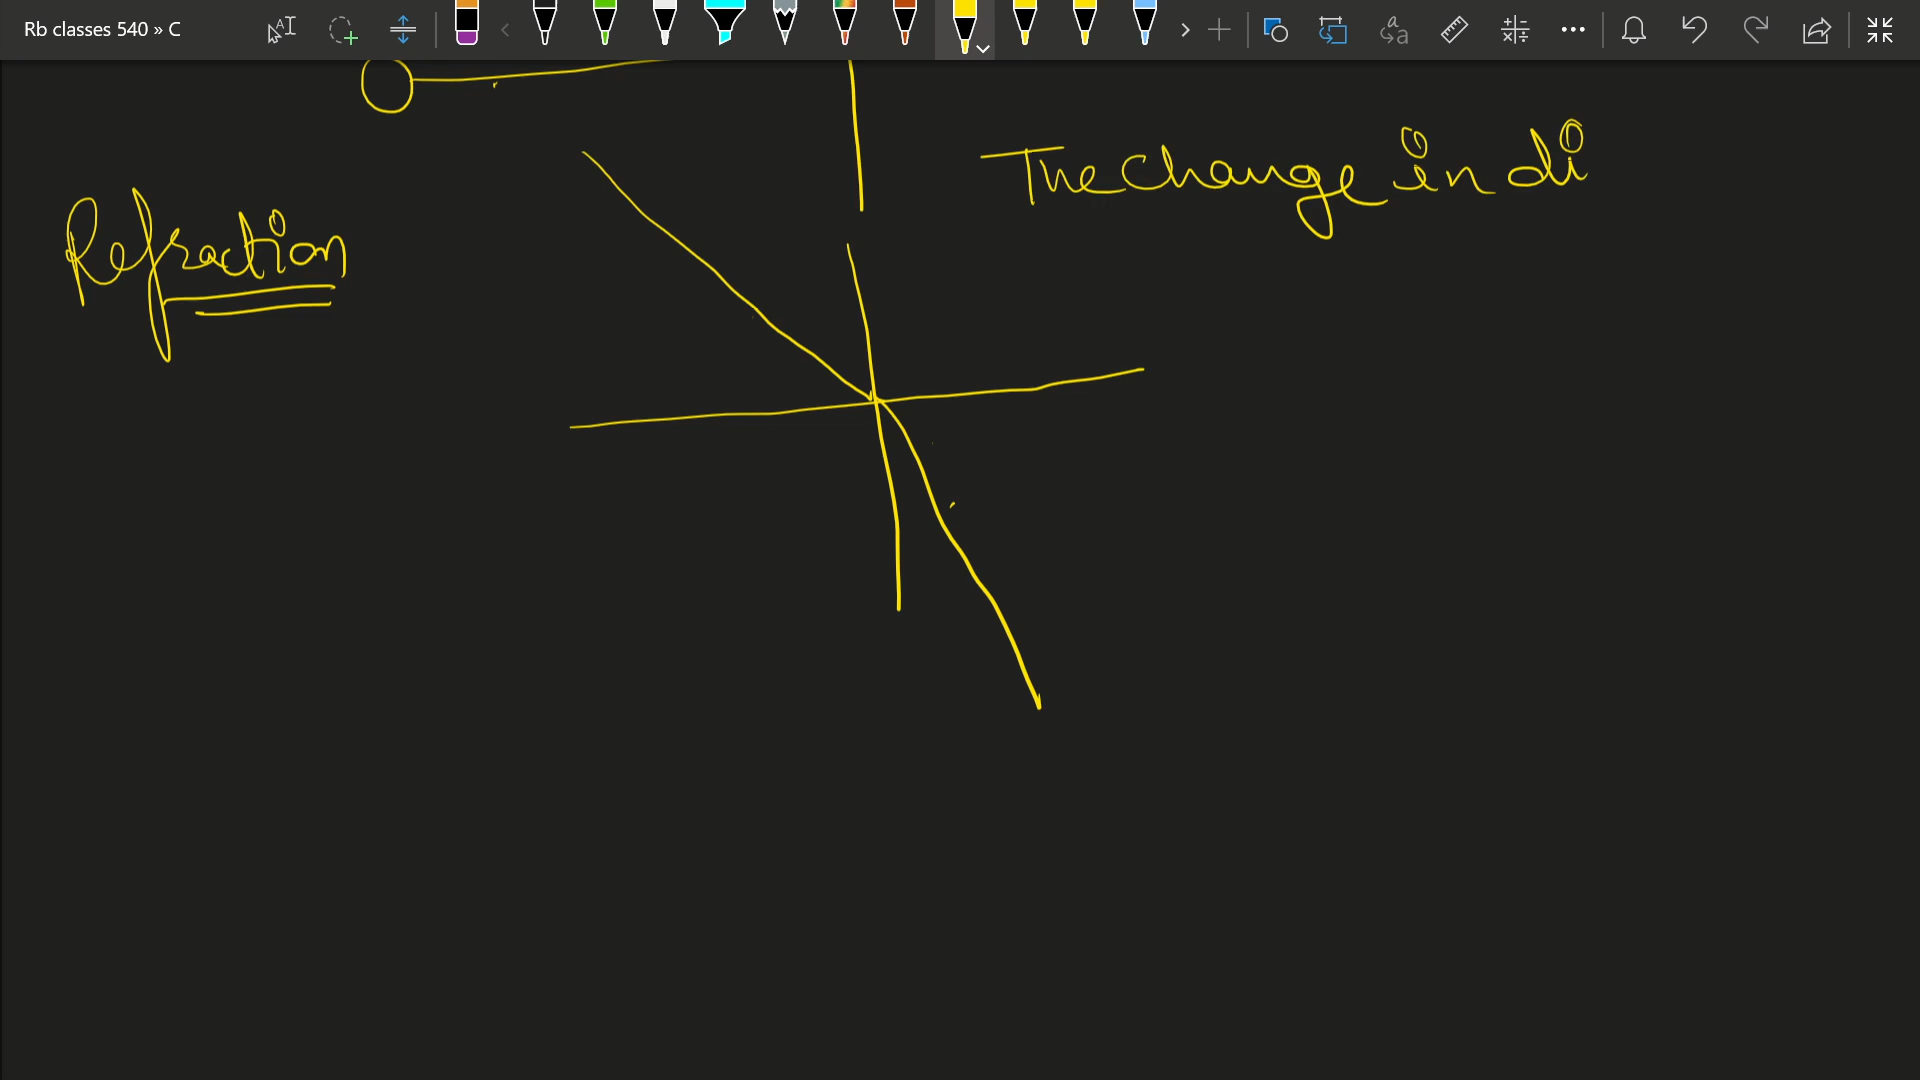 Rb classes 540 » C
The change in di
Refraction